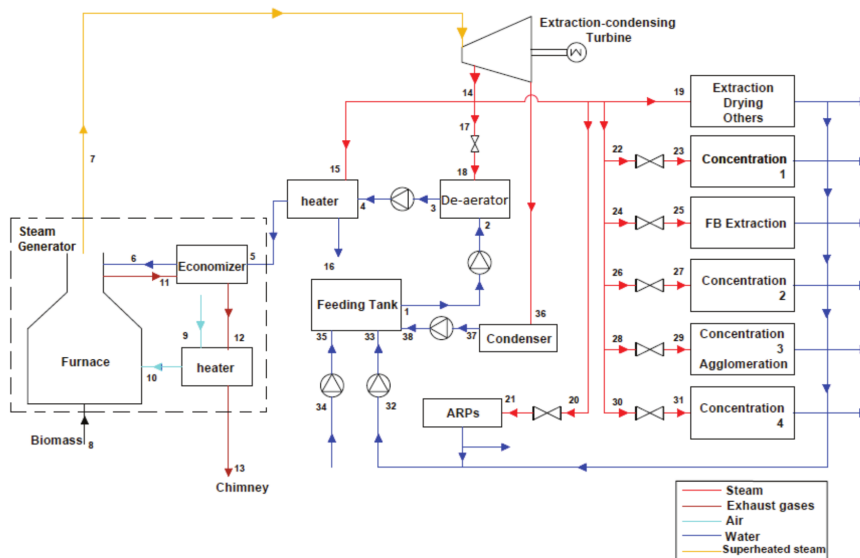 Extraction-condensing
Turbine
14
19
Extraction
Drying
Others
17
7
15
22
23
Concentration
1
18
heater
4
3
De-aerator
2
24
25
FB Extraction
Steam
Generator
6
Economizer
5
11
16
26
27
Concentration
2
Feeding Tank
1
36
9
12
35
33
38
37
Condenser
28
29
Concentration
3
Agglomeration
Furnace
heater
10
34
32
ARPs
21
20
30
31
Concentration
4
Biomass
8
13
Chimney
Steam
Exhaust gases
Air
Water
Superheated steam